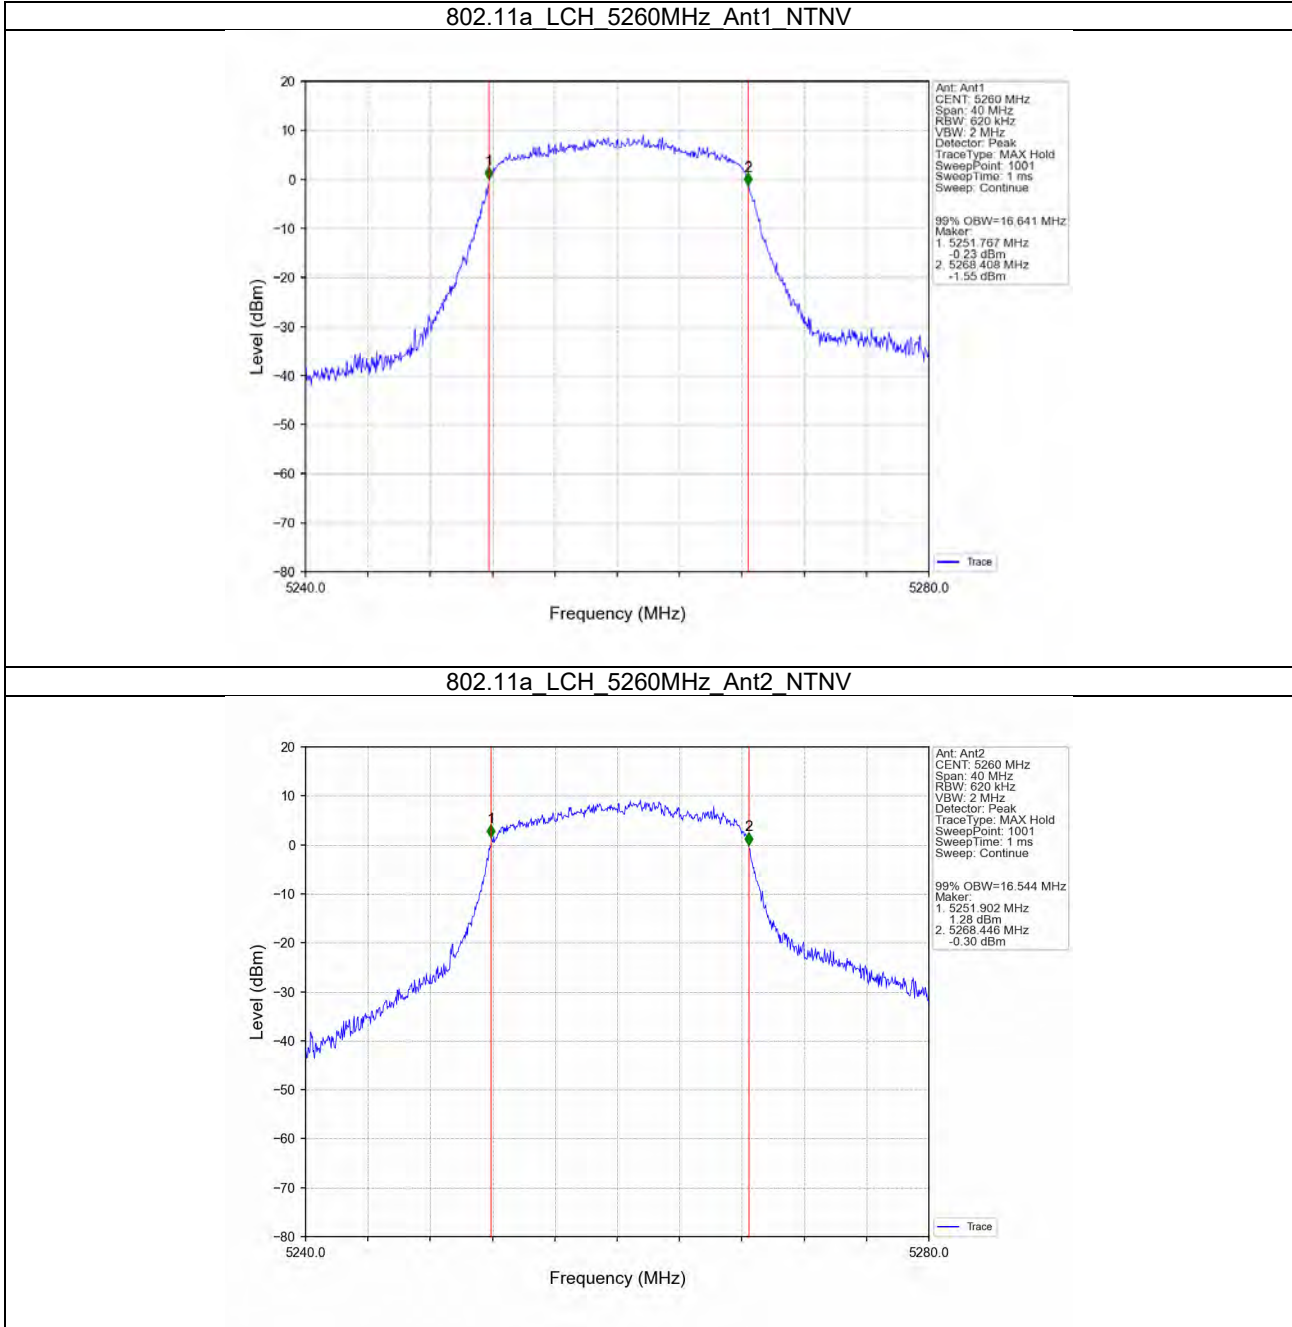 802.11a_LCH_5260MHz_Ant1_NTNV
20
10
0
−10
−20
−30
−40
−50
−60
−70
−80
Level (dBm)
1
2
5240.0
5280.0
Frequency (MHz)
Ant: Ant1
CENT: 5260 MHz
Span: 40 MHz
RBW: 620 kHz
VBW: 2 MHz
Detector: Peak
TraceType: MAX Hold
SweepPoint: 1001
SweepTime: 1 ms
Sweep: Continue
99% OBW=16.641 MHz
Maker:
1. 5251.767 MHz
-0.23 dBm
2. 5268.408 MHz
-1.55 dBm
Trace
802.11a_LCH_5260MHz_Ant2_NTNV
20
10
0
−10
−20
−30
−40
−50
−60
−70
−80
Level (dBm)
1
2
5240.0
5280.0
Frequency (MHz)
Ant: Ant2
CENT: 5260 MHz
Span: 40 MHz
RBW: 620 kHz
VBW: 2 MHz
Detector: Peak
TraceType: MAX Hold
SweepPoint: 1001
SweepTime: 1 ms
Sweep: Continue
99% OBW=16.544 MHz
Maker:
1. 5251.902 MHz
1.28 dBm
2. 5268.446 MHz
-0.30 dBm
Trace